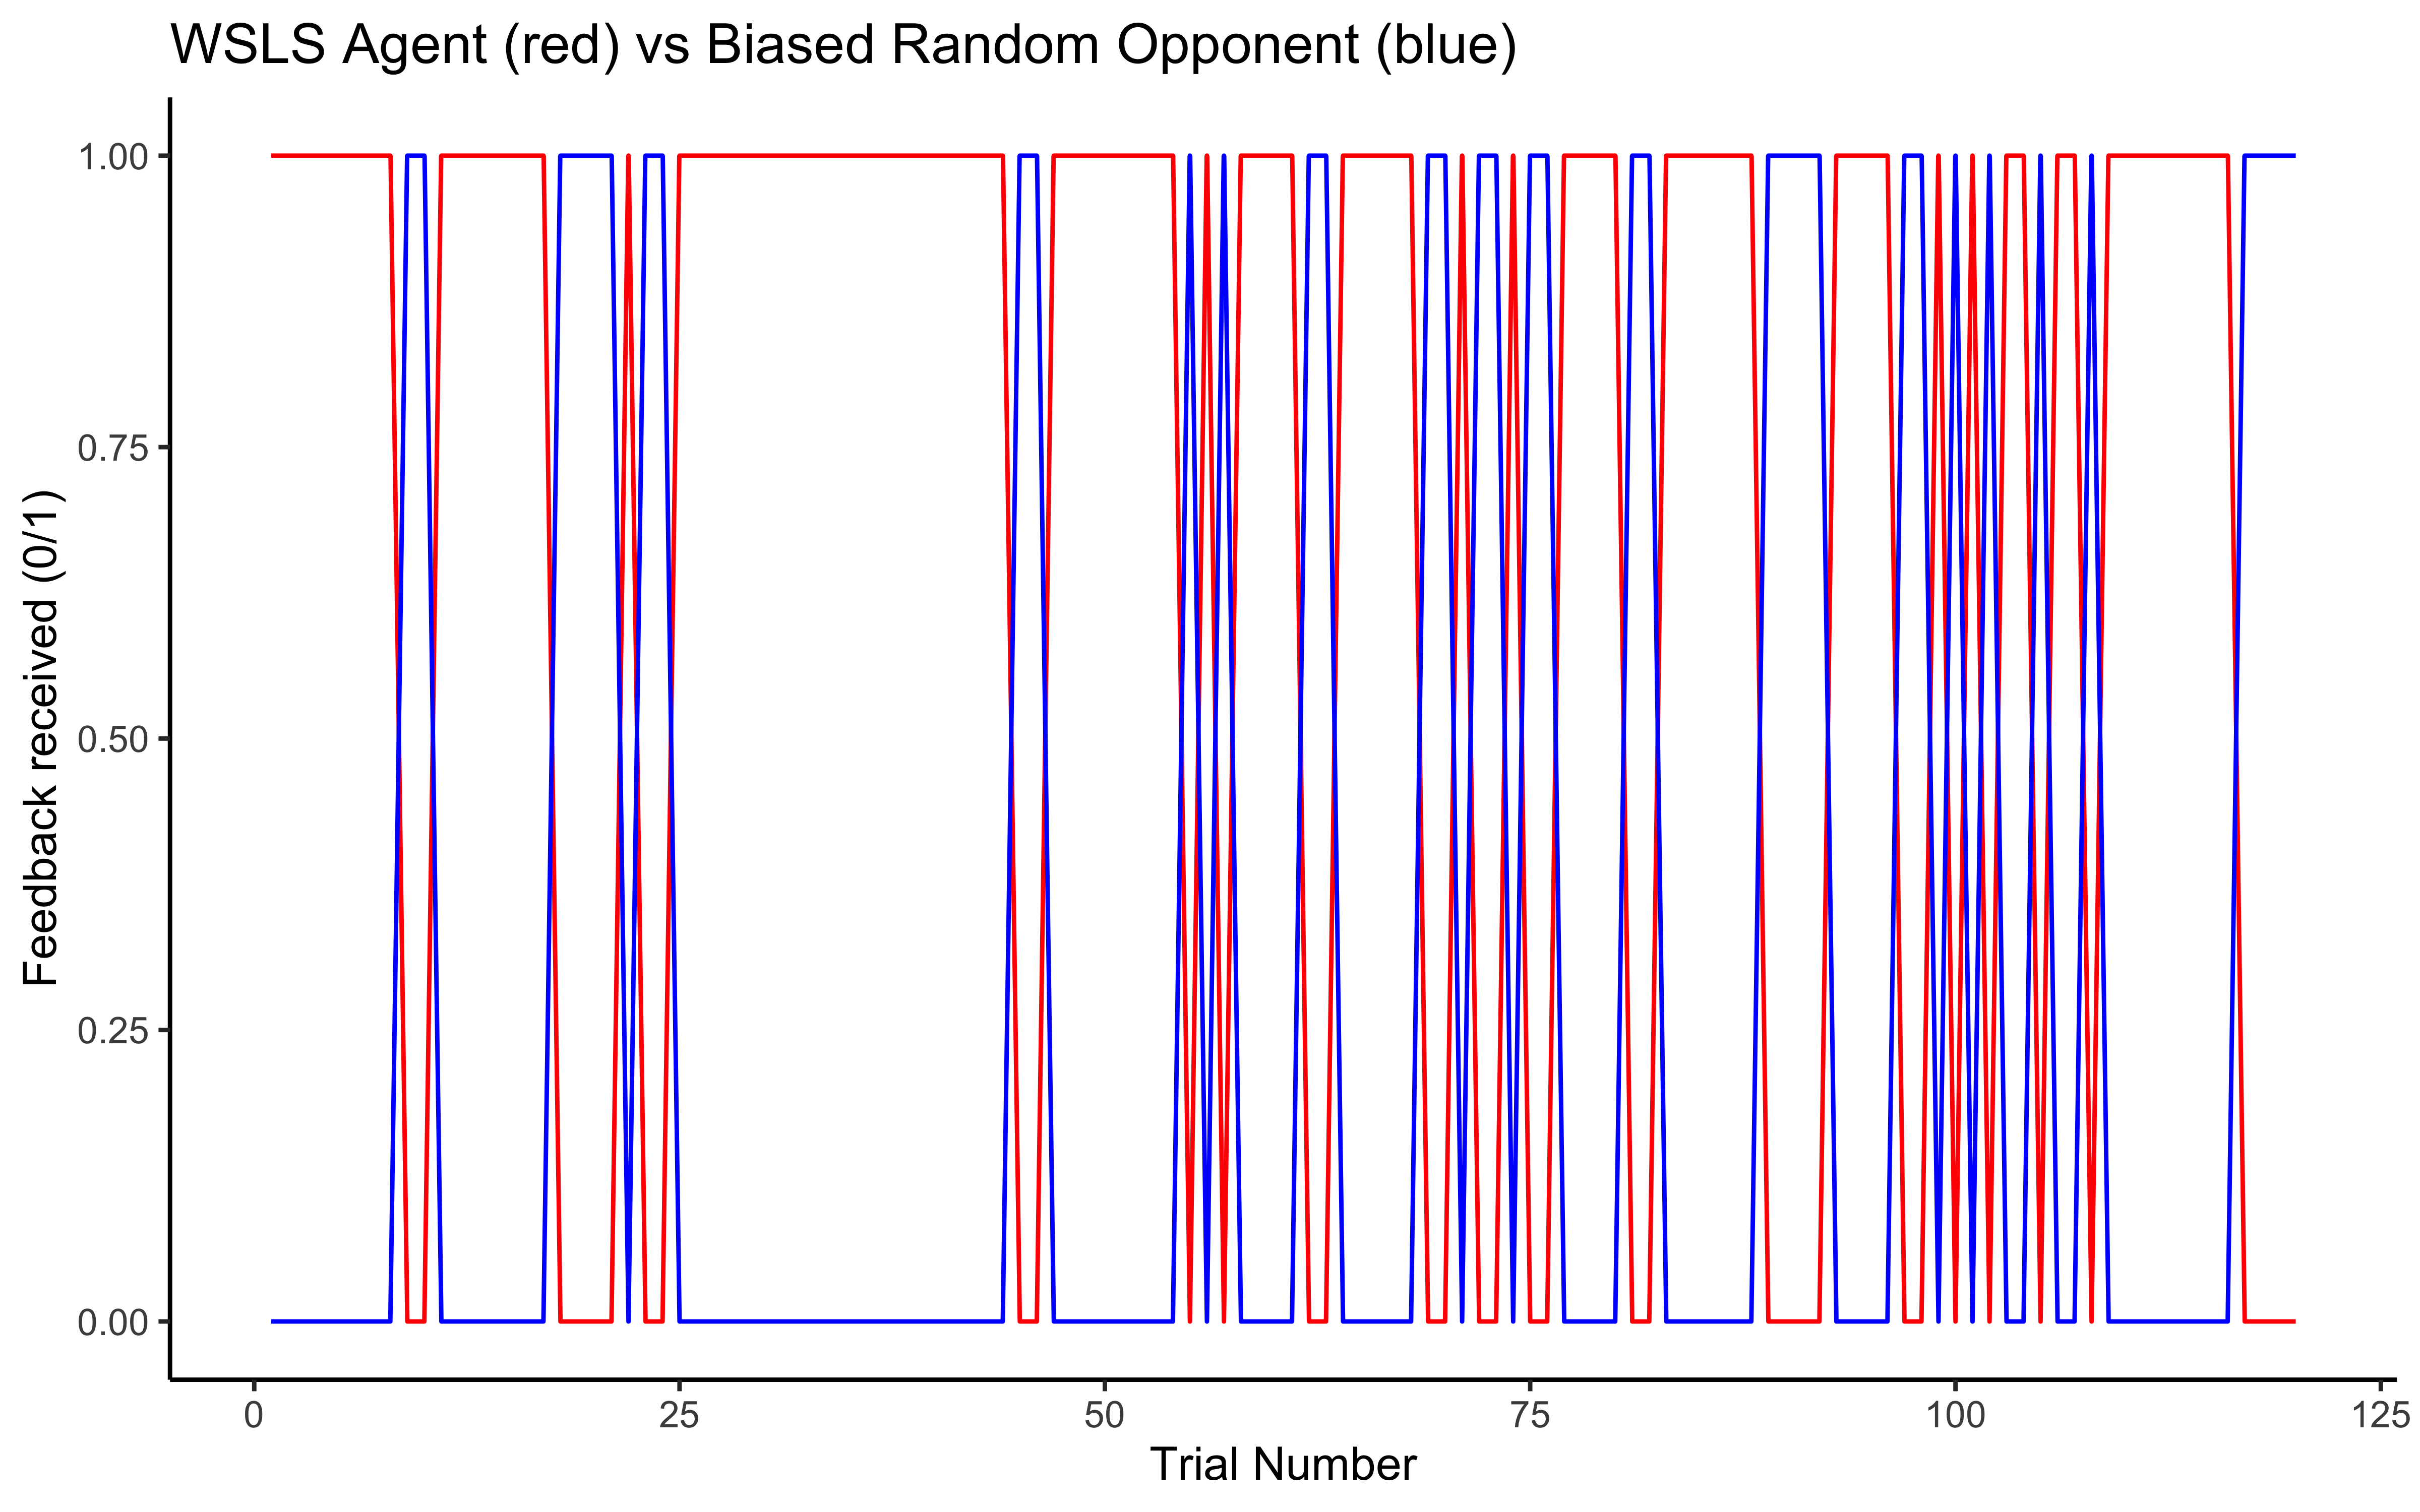 WSLS Agent (red) vs Biased Random Opponent (blue)
Feedback received (0/1)
1.00
0.75
0.50
0.25
0.00
0 25 50 75 100 125
Trial Number